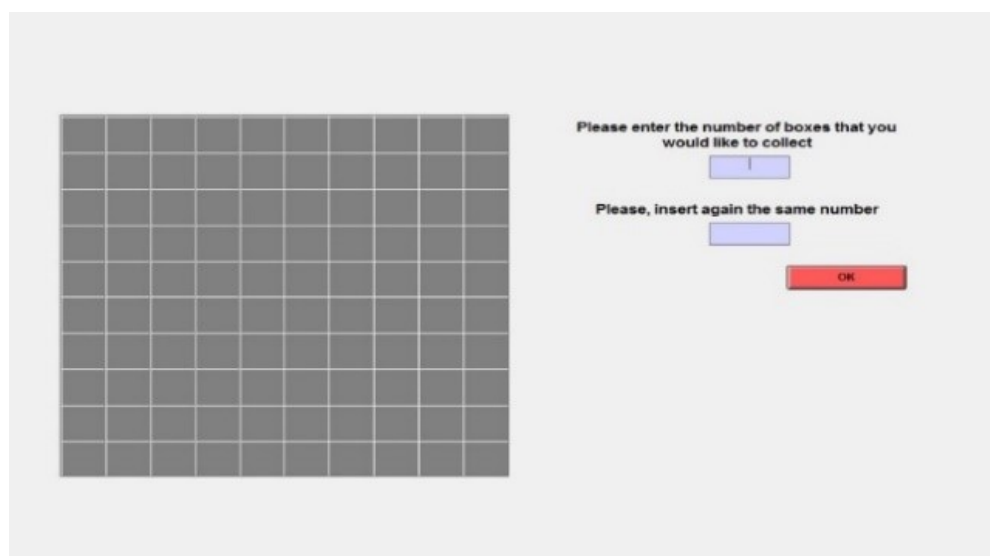 Please enter the number of boxes that you
would like to collect
Please, insert again the same number
OK